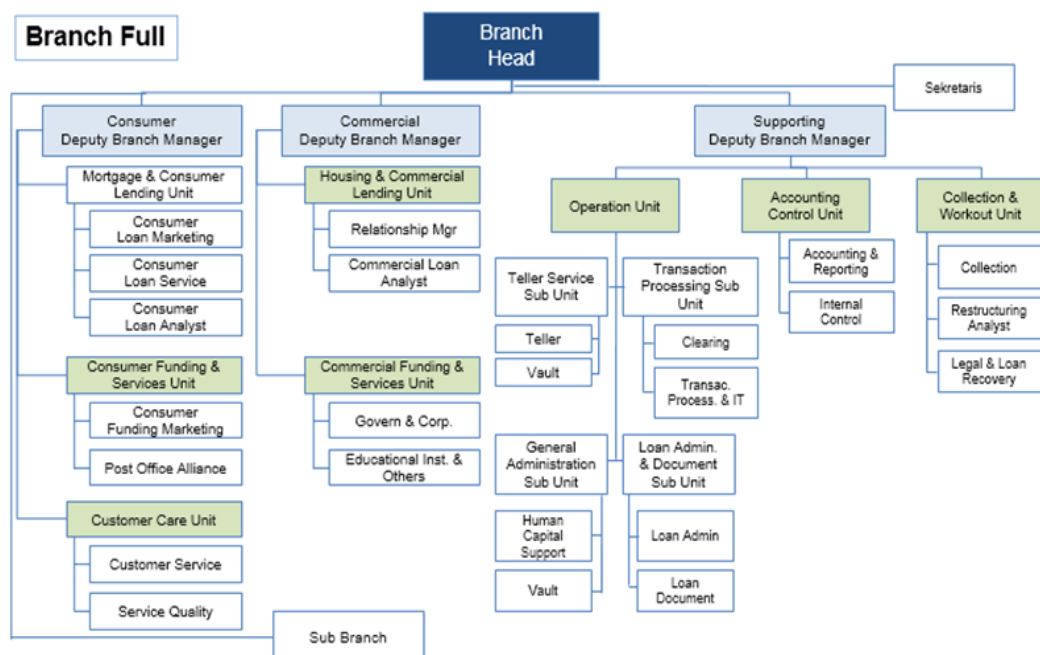 Branch Full
Branch
Head
Sekretaris
Consumer
Deputy Branch Manager
Commercial
Deputy Branch Manager
Supporting
Deputy Branch Manager
Mortgage & Consumer
Lending Unit
Consumer
Loan Marketing
Consumer
Loan Service
Consumer
Loan Analyst
Consumer Funding &
Services Unit
Consumer
Funding Marketing
Post Office Alliance
Customer Care Unit
Customer Service
Service Quality
Housing & Commercial
Lending Unit
Relationship Mgr
Commercial Loan
Analyst
Commercial Funding
& Services Unit
Govern & Corp.
Educational Inst. &
Others
Operation Unit
Teller Service
Sub Unit
Teller
Vault
Transaction
Processing Sub
Unit
Clearing
Transac.
Process. & IT
General
Administration
Sub Unit
Human
Capital
Support
Vault
Loan Admin.
& Document
Sub Unit
Loan Admin
Loan
Document
Accounting
Control Unit
Accounting &
Reporting
Internal
Control
Collection &
Workout Unit
Collection
Restructuring
Analyst
Legal & Loan
Recovery
Sub Branch